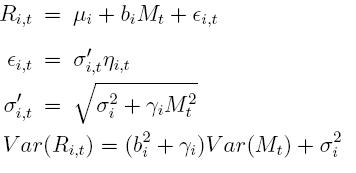 R_{i,t} = μ_i + b_i M_t + ϵ_{i,t}
ϵ_{i,t} = σ′_{i,t} η_{i,t}
σ′_{i,t} = √(σ_i^2 + γ_i M_t^2)
Var(R_{i,t}) = (b_i^2 + γ_i)Var(M_t) + σ_i^2